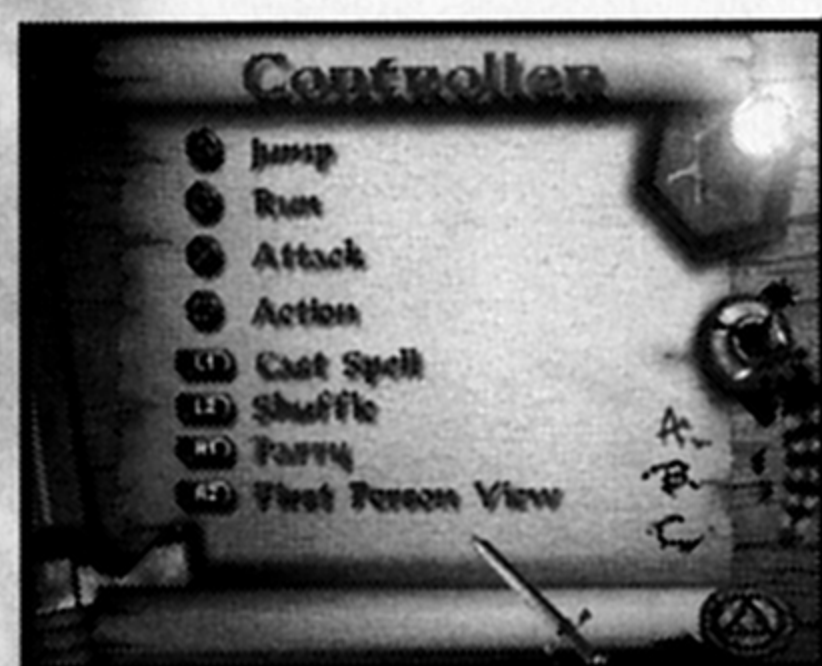 Controller
Jump
Run
Attack
Action
Cast Spell
Shuffle
Parry
First Person View
A
B
C